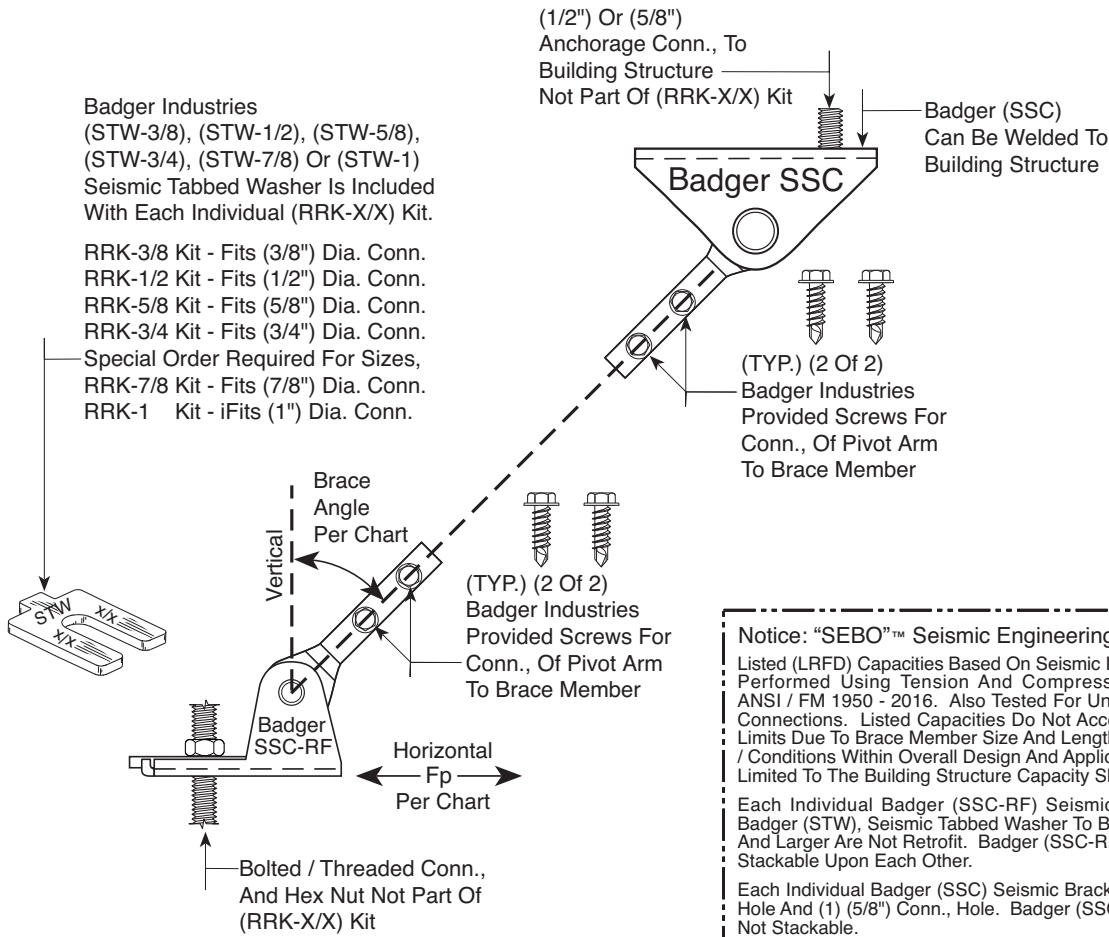 (1/2") Or (5/8")
Anchorage Conn., To
Building Structure
Not Part Of (RRK-X/X) Kit
Badger (SSC)
Can Be Welded To
Building Structure
Badger Industries
(STW-3/8), (STW-1/2), (STW-5/8),
(STW-3/4), (STW-7/8) Or (STW-1)
Seismic Tabbed Washer Is Included
With Each Individual (RRK-X/X) Kit.
RRK-3/8 Kit - Fits (3/8") Dia. Conn.
RRK-1/2 Kit - Fits (1/2") Dia. Conn.
RRK-5/8 Kit - Fits (5/8") Dia. Conn.
RRK-3/4 Kit - Fits (3/4") Dia. Conn.
Special Order Required For Sizes,
RRK-7/8 Kit - Fits (7/8") Dia. Conn.
RRK-1 Kit - iFits (1") Dia. Conn.
Badger SSC
(TYP.) (2 Of 2)
Badger Industries
Provided Screws For
Conn., Of Pivot Arm
To Brace Member
Brace
Angle
Per Chart
Vertical
(TYP.) (2 Of 2)
Badger Industries
Provided Screws For
Conn., Of Pivot Arm
To Brace Member
STW
x/x
x/x
Badger
SSC-RF
Horizontal
Fp
Per Chart
Bolted / Threaded Conn.,
And Hex Nut Not Part Of
(RRK-X/X) Kit
Notice: “SEBO”™ Seismic Engineering
Listed (LRFD) Capacities Based On Seismic
Performed Using Tension And Compress
ANSI / FM 1950 - 2016. Also Tested For Un
Connections. Listed Capacities Do Not Acc
Limits Due To Brace Member Size And Lengt
/ Conditions Within Overall Design And Applic
Limited To The Building Structure Capacity S
Each Individual Badger (SSC-RF) Seismic
Badger (STW), Seismic Tabbed Washer To B
And Larger Are Not Retrofit. Badger (SSC-R
Stackable Upon Each Other.
Each Individual Badger (SSC) Seismic Brack
Hole And (1) (5/8") Conn., Hole. Badger (SSC
Not Stackable.